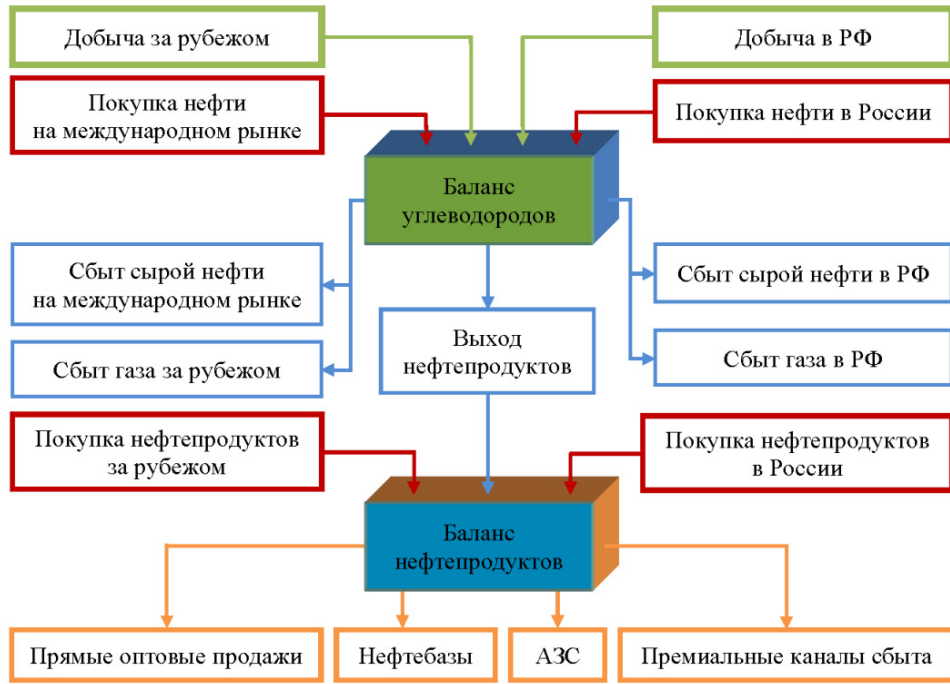 Добыча за рубежом
Добыча в РФ
Покупка нефти
на международном рынке
Покупка нефти в России
Баланс
углеводородов
Сбыт сырой нефти
на международном рынке
Сбыт сырой нефти в РФ
Выход
нефтепродуктов
Сбыт газа за рубежом
Сбыт газа в РФ
Покупка нефтепродуктов
за рубежом
Покупка нефтепродуктов
в России
Баланс
нефтепродуктов
Прямые оптовые продажи
Нефтебазы
АЗС
Премиальные каналы сбыта